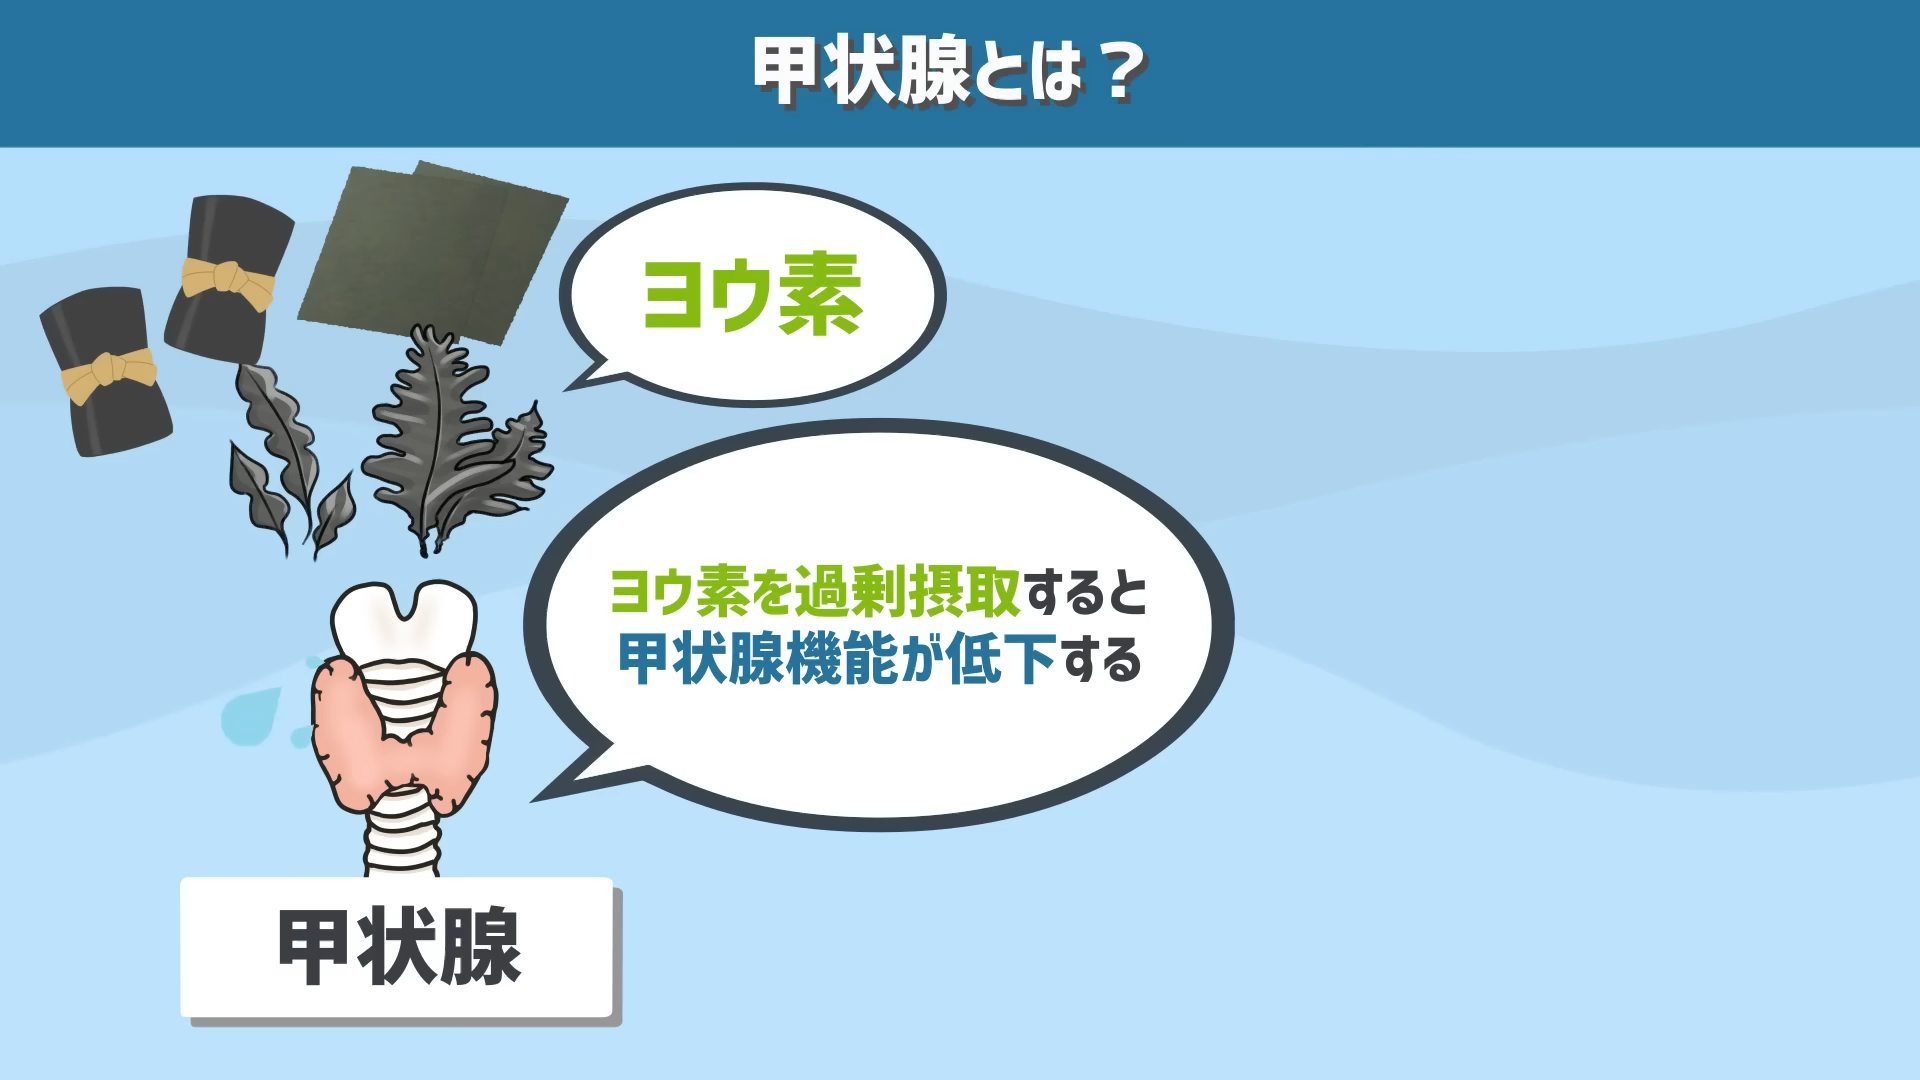 甲状腺とは？
ヨウ素
ヨウ素を過剰摂取すると
甲状腺機能が低下する
甲状腺